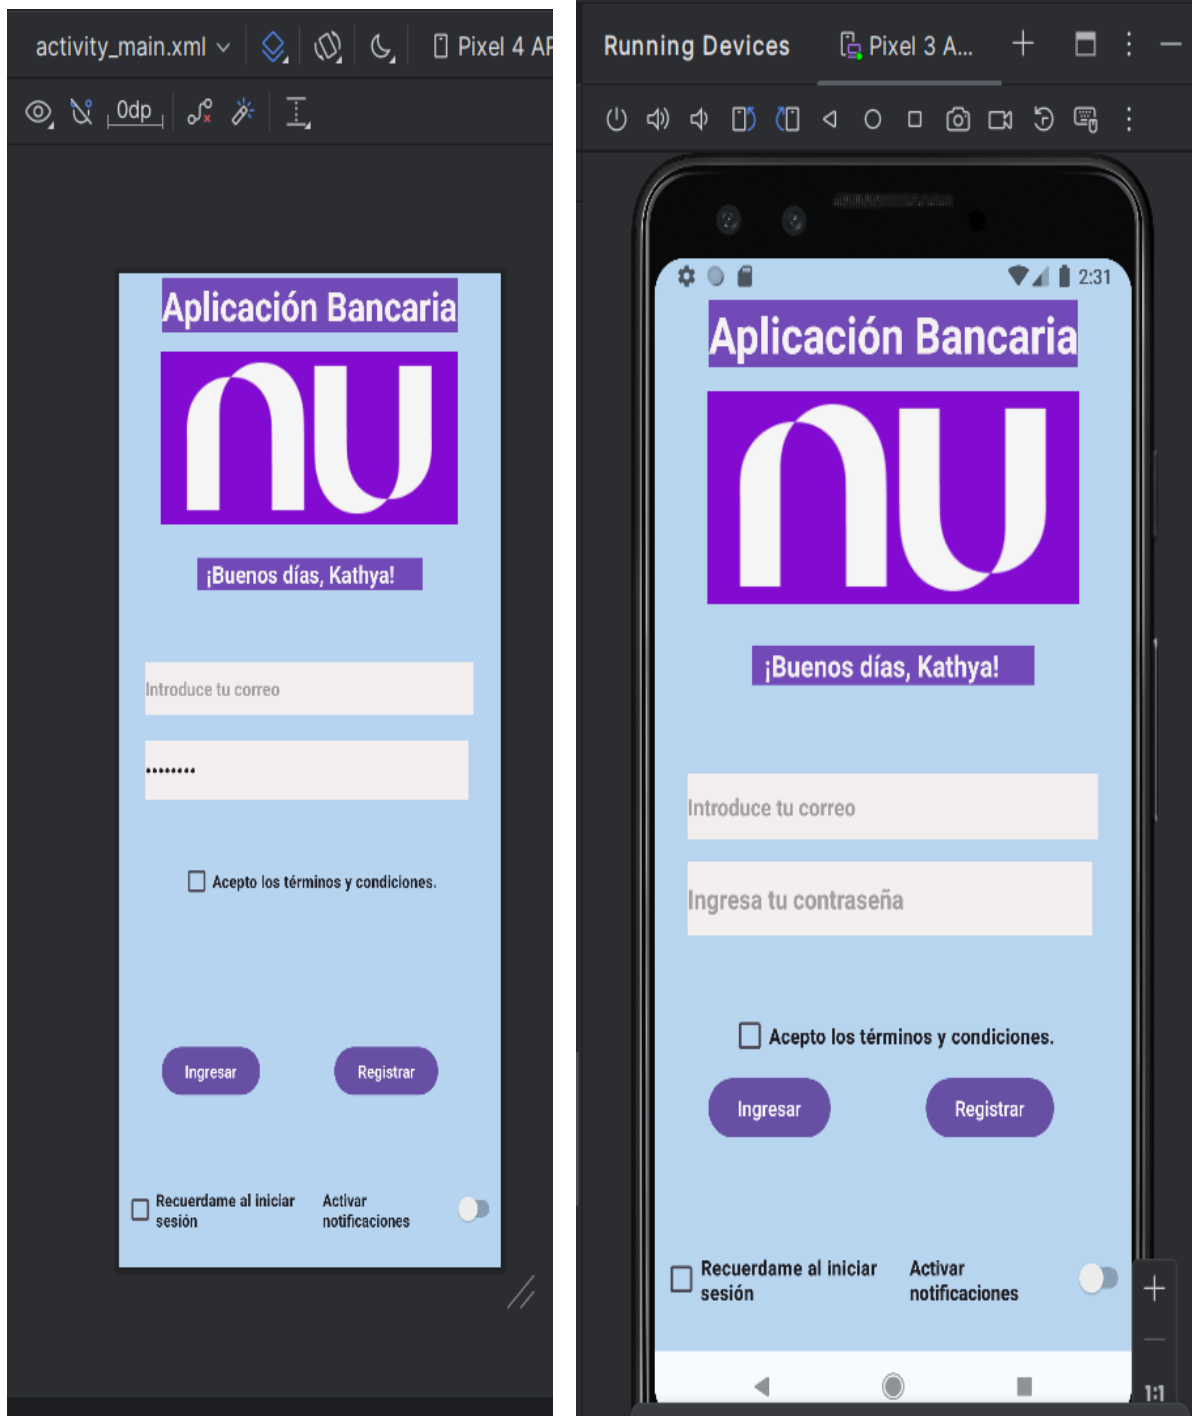 activity_main.xml
Pixel 4 AP
0dp
Aplicación Bancaria
nu
¡Buenos días, Kathya!
Introduce tu correo
••••••••
Acepto los términos y condiciones.
Ingresar
Registrar
Recuerdame al iniciar
sesión
Activar
notificaciones
Running Devices
Pixel 3 A...
2:31
Aplicación Bancaria
nu
¡Buenos días, Kathya!
Introduce tu correo
Ingresa tu contraseña
Acepto los términos y condiciones.
Ingresar
Registrar
Recuerdame al iniciar
sesión
Activar
notificaciones
1:1